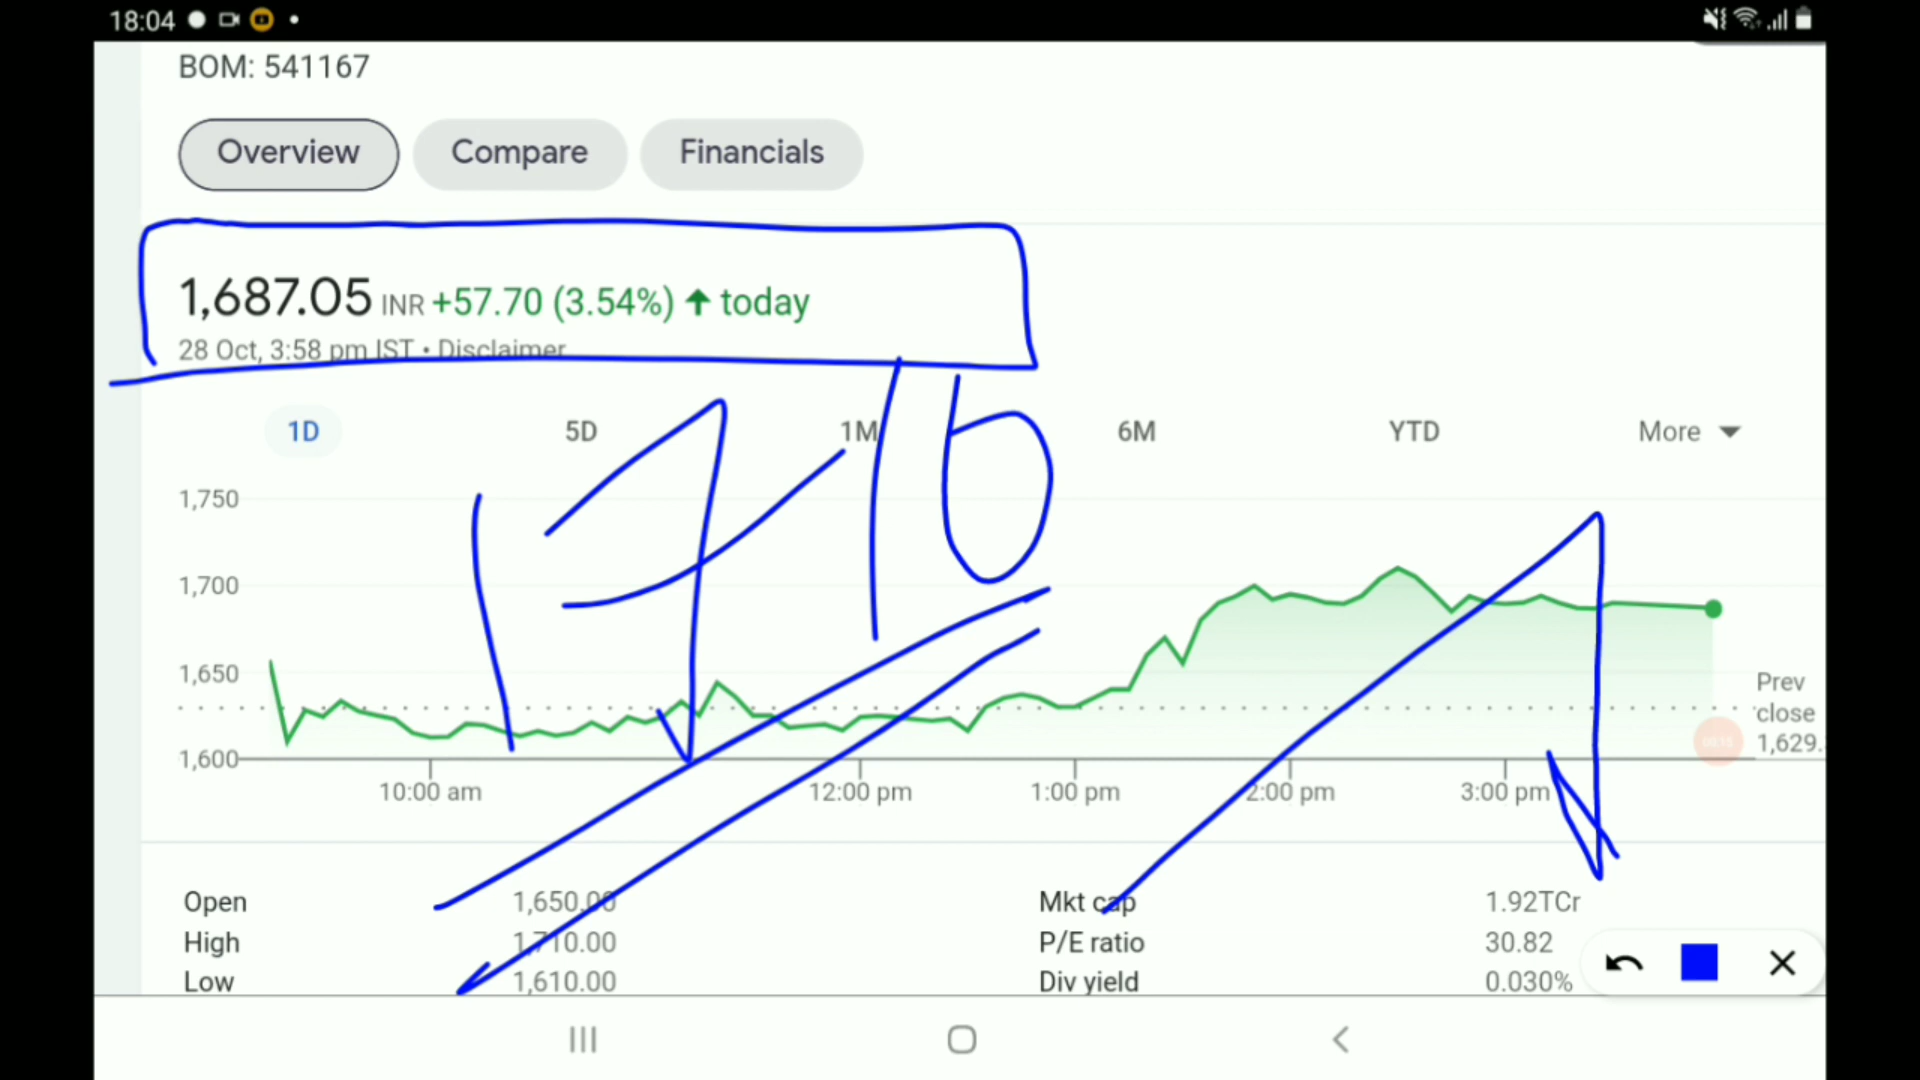 18:04
BOM: 541167
Overview Compare Financials
1,687.05 INR +57.70 (3.54%) ↑ today
28 Oct, 3:58 pm IST • Disclaimer
1710
1D 5D 1M 6M YTD More
1,750
1,700
1,650
1,600
Prev
close
1,629.
10:00 am 12:00 pm 1:00 pm 2:00 pm 3:00 pm
Open 1,650.00 Mkt cap 1.92TCr
High 1,710.00 P/E ratio 30.82
Low 1,610.00 Div yield 0.030%